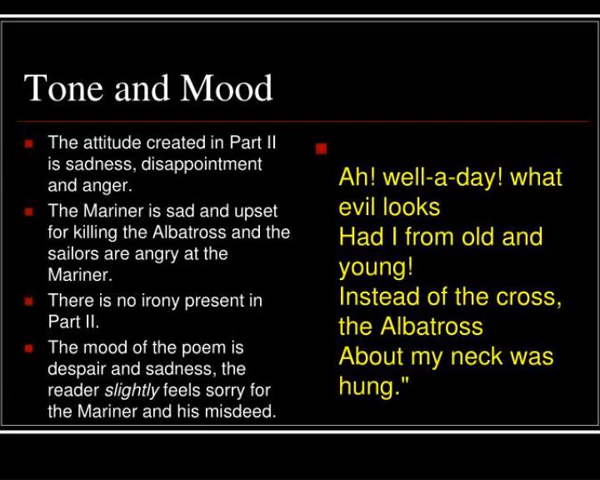 Tone and Mood
The attitude created in Part II
is sadness, disappointment
and anger.
The Mariner is sad and upset
for killing the Albatross and the
sailors are angry at the
Mariner.
There is no irony present in
Part II.
The mood of the poem is
despair and sadness, the
reader slightly feels sorry for
the Mariner and his misdeed.
Ah! well-a-day! what
evil looks
Had I from old and
young!
Instead of the cross,
the Albatross
About my neck was
hung."